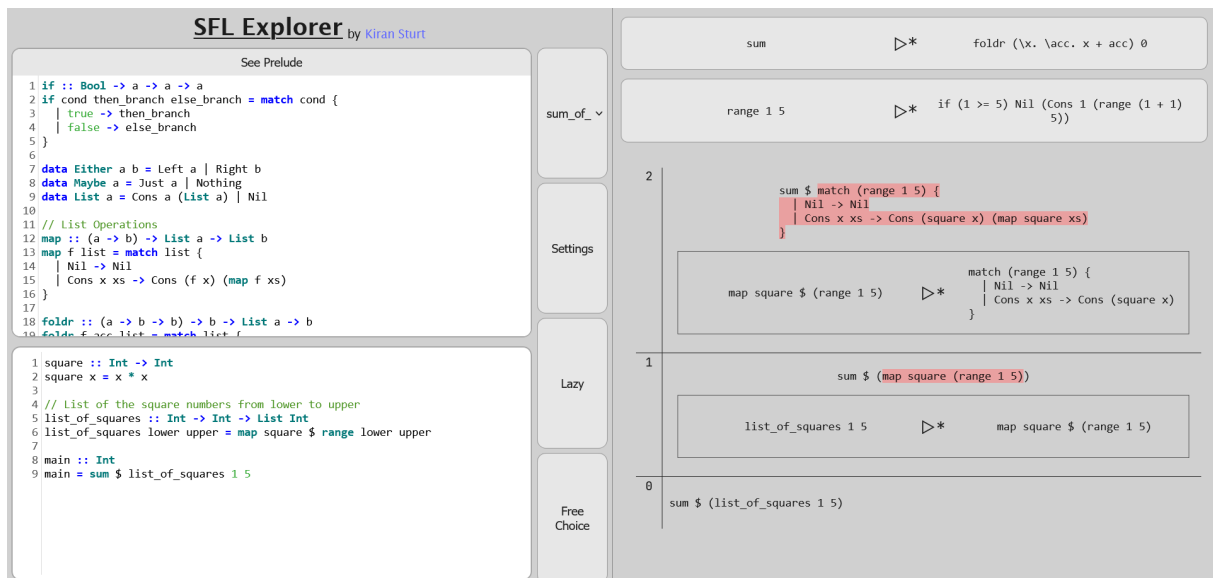 SFL Explorer by Kiran Sturt
See Prelude
1 if :: Bool -> a -> a -> a
2 if cond then_branch else_branch = match cond {
3   | true -> then_branch
4   | false -> else_branch
5 }
6
7 data Either a b = Left a | Right b
8 data Maybe a = Just a | Nothing
9 data List a = Cons a (List a) | Nil
10
11 // List Operations
12 map :: (a -> b) -> List a -> List b
13 map f list = match list {
14   | Nil -> Nil
15   | Cons x xs -> Cons (f x) (map f xs)
16 }
17
18 foldr :: (a -> b -> b) -> b -> List a -> b
19 foldr f acc list = match list {
1 square :: Int -> Int
2 square x = x * x
3
4 // List of the square numbers from lower to upper
5 list_of_squares :: Int -> Int -> List Int
6 list_of_squares lower upper = map square $ range lower upper
7
8 main :: Int
9 main = sum $ list_of_squares 1 5
sum_of_
Settings
Lazy
Free
Choice
sum ▷* foldr (\x. \acc. x + acc) 0
range 1 5 ▷* if (1 >= 5) Nil (Cons 1 (range (1 + 1)
5))
2
sum $ match (range 1 5) {
  | Nil -> Nil
  | Cons x xs -> Cons (square x) (map square xs)
}
map square $ (range 1 5) ▷* match (range 1 5) {
  | Nil -> Nil
  | Cons x xs -> Cons (square x)
}
1
sum $ (map square (range 1 5))
list_of_squares 1 5 ▷* map square $ (range 1 5)
0
sum $ (list_of_squares 1 5)